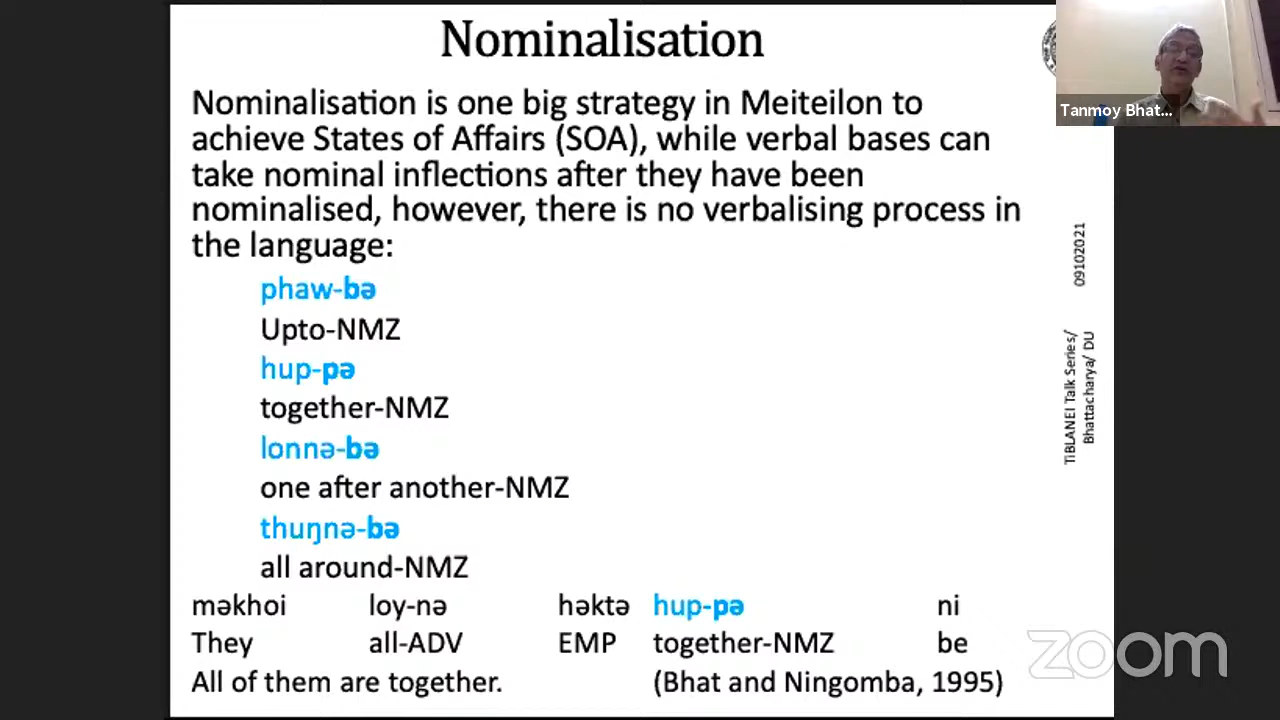 Nominalisation
Nominalisation is one big strategy in Meiteilon to
achieve States of Affairs (SOA), while verbal bases can
take nominal inflections after they have been
nominalised, however, there is no verbalising process in
the language:
phaw-bə
Upto-NMZ
hup-pə
together-NMZ
lonnə-bə
one after another-NMZ
thuŋnə-bə
all around-NMZ
məkhoi loy-nə həktə hup-pə ni
They all-ADV EMP together-NMZ be
All of them are together. (Bhat and Ningomba, 1995)
Tanmoy Bhat...
09102021
TiBLANEI Talk Series/
Bhattacharya/ DU
zoom